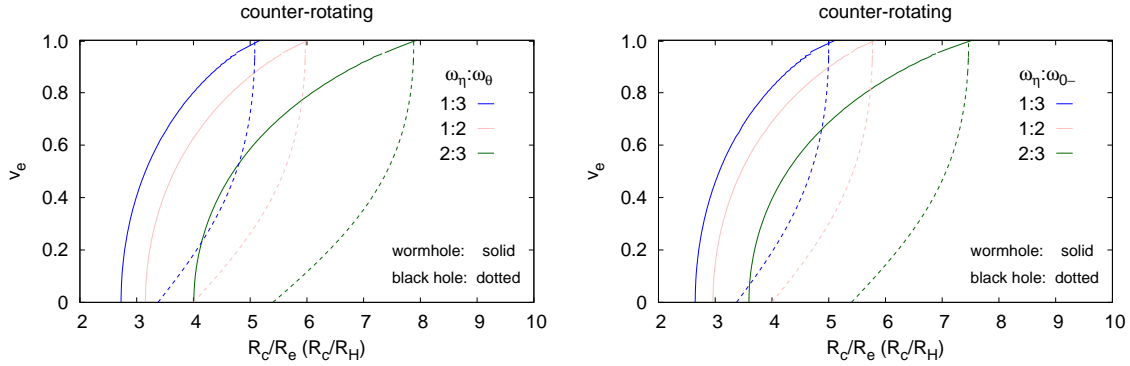 counter-rotating
1.0
0.8
0.6
0.4
0.2
0
v_e
ω_η:ω_θ
1:3
1:2
2:3
wormhole: solid
black hole: dotted
2 3 4 5 6 7 8 9 10
R_c/R_e (R_c/R_H)
counter-rotating
1.0
0.8
0.6
0.4
0.2
0
v_e
ω_η:ω_0-
1:3
1:2
2:3
wormhole: solid
black hole: dotted
2 3 4 5 6 7 8 9 10
R_c/R_e (R_c/R_H)